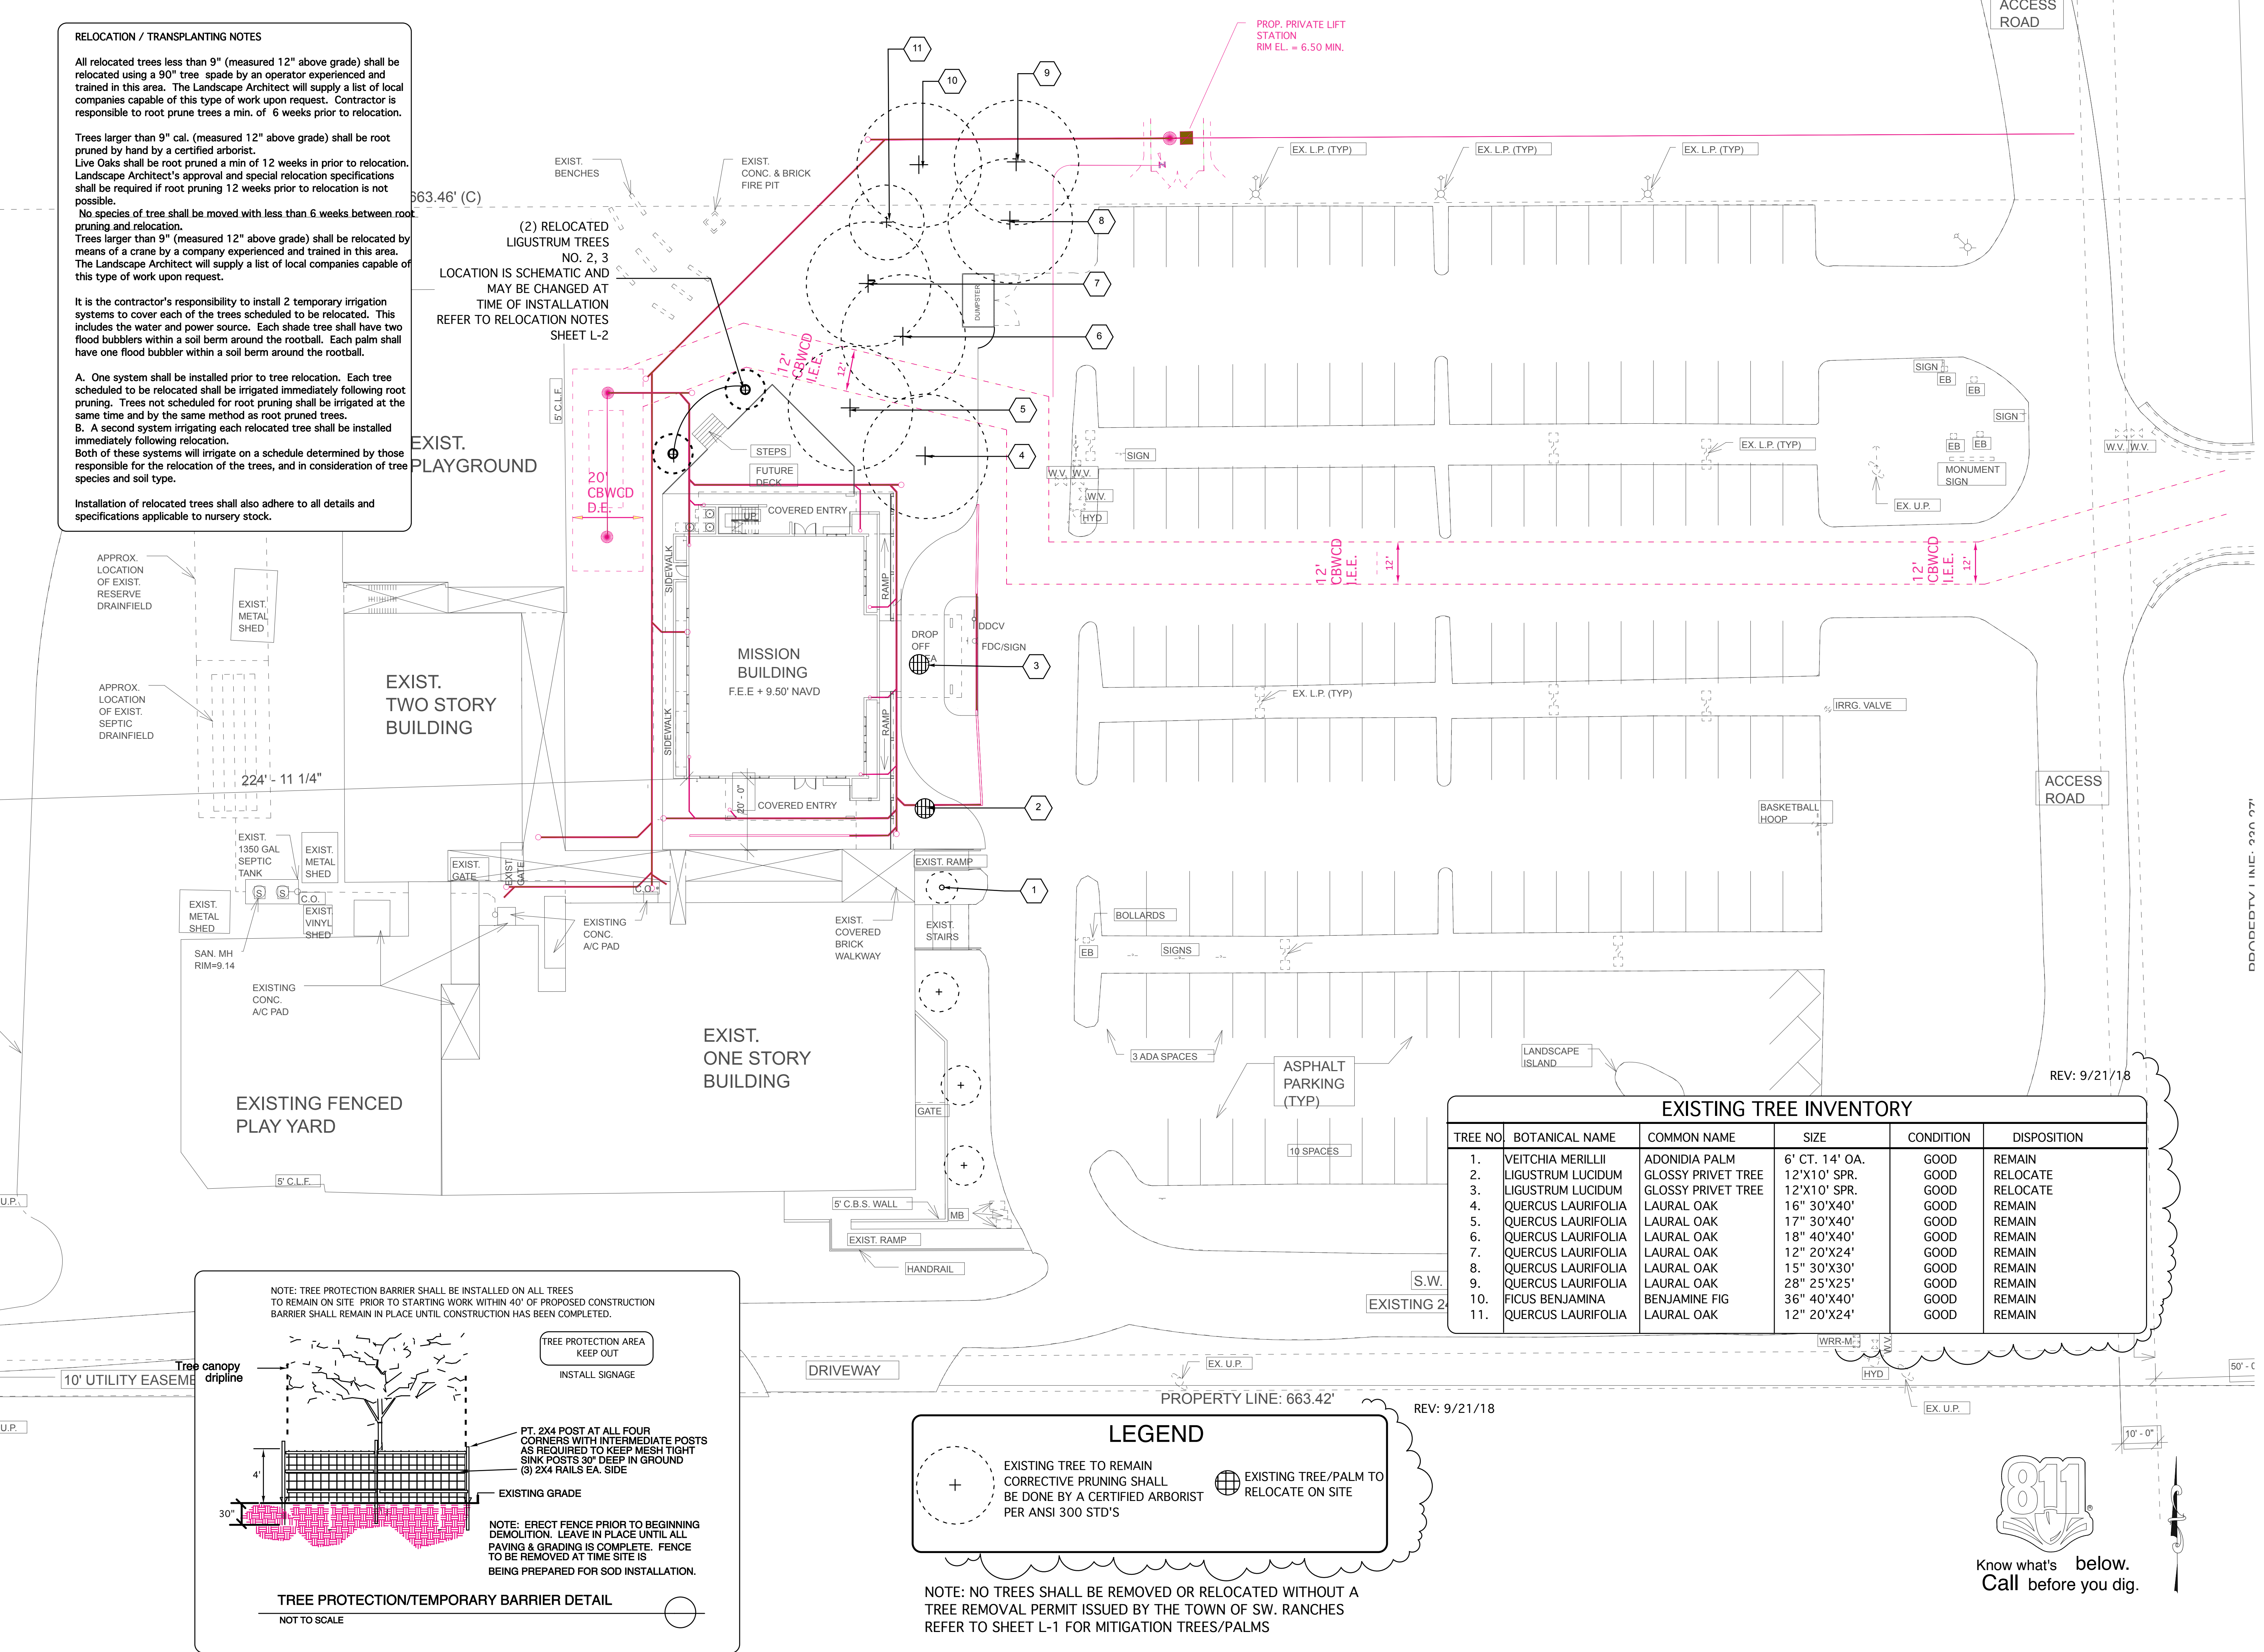 RELOCATION / TRANSPLANTING NOTES
All relocated trees less than 9" (measured 12" above grade) shall be
relocated using a 90" tree spade by an operator experienced and
trained in this area. The Landscape Architect will supply a list of local
companies capable of this type of work upon request. Contractor is
responsible to root prune trees a min. of 6 weeks prior to relocation.
Trees larger than 9" cal. (measured 12" above grade) shall be root
pruned by hand by a certified arborist.
Live Oaks shall be root pruned a min of 12 weeks in prior to relocation.
Landscape Architect's approval and special relocation specifications
shall be required if root pruning 12 weeks prior to relocation is not
possible.
No species of tree shall be moved with less than 6 weeks between root
pruning and relocation.
Trees larger than 9" (measured 12" above grade) shall be relocated by
means of a crane by a company experienced and trained in this area.
The Landscape Architect will supply a list of local companies capable of
this type of work upon request.
It is the contractor's responsibility to install 2 temporary irrigation
systems to cover each of the trees scheduled to be relocated. This
includes the water and power source. Each shade tree shall have two
flood bubblers within a soil berm around the rootball. Each palm shall
have one flood bubbler within a soil berm around the rootball.
A. One system shall be installed prior to tree relocation. Each tree
scheduled to be relocated shall be irrigated immediately following root
pruning. Trees not scheduled for root pruning shall be irrigated at the
same time and by the same method as root pruned trees.
B. A second system irrigating each relocated tree shall be installed
immediately following relocation.
Both of these systems will irrigate on a schedule determined by those
responsible for the relocation of the trees, and in consideration of tree
species and soil type.
Installation of relocated trees shall also adhere to all details and
specifications applicable to nursery stock.
663.46' (C)
EXIST.
BENCHES
EXIST.
CONC. & BRICK
FIRE PIT
(2) RELOCATED
LIGUSTRUM TREES
NO. 2, 3
LOCATION IS SCHEMATIC AND
MAY BE CHANGED AT
TIME OF INSTALLATION
REFER TO RELOCATION NOTES
SHEET L-2
PROP. PRIVATE LIFT
STATION
RIM EL. = 6.50 MIN.
ACCESS
ROAD
11
10
9
8
7
6
5
4
3
2
1
EX. L.P. (TYP)
EX. L.P. (TYP)
EX. L.P. (TYP)
DUMPSTER
12'
CBWCD
I.E.E.
12'
5' C.L.F.
EXIST.
PLAYGROUND
20'
CBWCD
D.E.
STEPS
FUTURE
DECK
UP
COVERED ENTRY
SIDEWALK
RAMP
SIGN
W.V.
W.V.
W.V.
HYD
SIGN
EB
EB
SIGN
EB
EB
MONUMENT
SIGN
EX. L.P. (TYP)
EX. U.P.
W.V.
W.V.
12'
CBWCD
I.E.E.
12'
12'
CBWCD
I.E.E.
12'
APPROX.
LOCATION
OF EXIST.
RESERVE
DRAINFIELD
EXIST.
METAL
SHED
APPROX.
LOCATION
OF EXIST.
SEPTIC
DRAINFIELD
EXIST.
TWO STORY
BUILDING
MISSION
BUILDING
F.E.E + 9.50' NAVD
SIDEWALK
RAMP
DROP
OFF
DDCV
FDC/SIGN
EX. L.P. (TYP)
IRRG. VALVE
224' - 11 1/4"
20' - 0"
COVERED ENTRY
ACCESS
ROAD
BASKETBALL
HOOP
PROPERTY LINE: 330.27'
EXIST.
1350 GAL
SEPTIC
TANK
EXIST.
METAL
SHED
EXIST.
GATE
EXIST.
GATE
EXIST. RAMP
S
S
C.O.
C.O.
EXIST.
METAL
SHED
EXIST.
VINYL
SHED
SAN. MH
RIM=9.14
EXISTING
CONC.
A/C PAD
EXISTING
CONC.
A/C PAD
EXIST.
COVERED
BRICK
WALKWAY
EXIST.
STAIRS
BOLLARDS
EB
SIGNS
EXIST.
ONE STORY
BUILDING
EXISTING FENCED
PLAY YARD
GATE
3 ADA SPACES
ASPHALT
PARKING
(TYP)
LANDSCAPE
ISLAND
10 SPACES
5' C.L.F.
5' C.B.S. WALL
MB
EXIST. RAMP
HANDRAIL
U.P.
S.W.
EXISTING 24
REV: 9/21/18
EXISTING TREE INVENTORY
TREE NO. BOTANICAL NAME COMMON NAME SIZE CONDITION DISPOSITION
1. VEITCHIA MERILLII ADONIDIA PALM 6' CT. 14' OA. GOOD REMAIN
2. LIGUSTRUM LUCIDUM GLOSSY PRIVET TREE 12'X10' SPR. GOOD RELOCATE
3. LIGUSTRUM LUCIDUM GLOSSY PRIVET TREE 12'X10' SPR. GOOD RELOCATE
4. QUERCUS LAURIFOLIA LAURAL OAK 16" 30'X40' GOOD REMAIN
5. QUERCUS LAURIFOLIA LAURAL OAK 17" 30'X40' GOOD REMAIN
6. QUERCUS LAURIFOLIA LAURAL OAK 18" 40'X40' GOOD REMAIN
7. QUERCUS LAURIFOLIA LAURAL OAK 12" 20'X24' GOOD REMAIN
8. QUERCUS LAURIFOLIA LAURAL OAK 15" 30'X30' GOOD REMAIN
9. QUERCUS LAURIFOLIA LAURAL OAK 28" 25'X25' GOOD REMAIN
10. FICUS BENJAMINA BENJAMINE FIG 36" 40'X40' GOOD REMAIN
11. QUERCUS LAURIFOLIA LAURAL OAK 12" 20'X24' GOOD REMAIN
NOTE: TREE PROTECTION BARRIER SHALL BE INSTALLED ON ALL TREES
TO REMAIN ON SITE PRIOR TO STARTING WORK WITHIN 40' OF PROPOSED CONSTRUCTION
BARRIER SHALL REMAIN IN PLACE UNTIL CONSTRUCTION HAS BEEN COMPLETED.
TREE PROTECTION AREA
KEEP OUT
INSTALL SIGNAGE
Tree canopy
dripline
10' UTILITY EASEME
U.P.
PT. 2X4 POST AT ALL FOUR
CORNERS WITH INTERMEDIATE POSTS
AS REQUIRED TO KEEP MESH TIGHT
SINK POSTS 30" DEEP IN GROUND
(3) 2X4 RAILS EA. SIDE
4'
EXISTING GRADE
30"
NOTE: ERECT FENCE PRIOR TO BEGINNING
DEMOLITION. LEAVE IN PLACE UNTIL ALL
PAVING & GRADING IS COMPLETE. FENCE
TO BE REMOVED AT TIME SITE IS
BEING PREPARED FOR SOD INSTALLATION.
TREE PROTECTION/TEMPORARY BARRIER DETAIL
NOT TO SCALE
DRIVEWAY
EX. U.P.
PROPERTY LINE: 663.42'
WRR-M
W.V.
HYD
EX. U.P.
50' - 0
10' - 0"
REV: 9/21/18
LEGEND
EXISTING TREE TO REMAIN
CORRECTIVE PRUNING SHALL
BE DONE BY A CERTIFIED ARBORIST
PER ANSI 300 STD'S
EXISTING TREE/PALM TO
RELOCATE ON SITE
NOTE: NO TREES SHALL BE REMOVED OR RELOCATED WITHOUT A
TREE REMOVAL PERMIT ISSUED BY THE TOWN OF SW. RANCHES
REFER TO SHEET L-1 FOR MITIGATION TREES/PALMS
811
®
Know what's below.
Call before you dig.